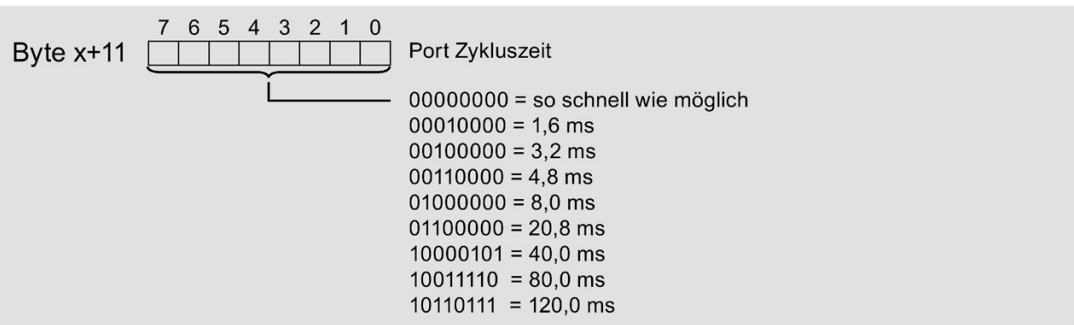 7 6 5 4 3 2 1 0
Byte x+11 Port Zykluszeit
00000000 = so schnell wie möglich
00010000 = 1,6 ms
00100000 = 3,2 ms
00110000 = 4,8 ms
01000000 = 8,0 ms
01100000 = 20,8 ms
10000101 = 40,0 ms
10011110 = 80,0 ms
10110111 = 120,0 ms